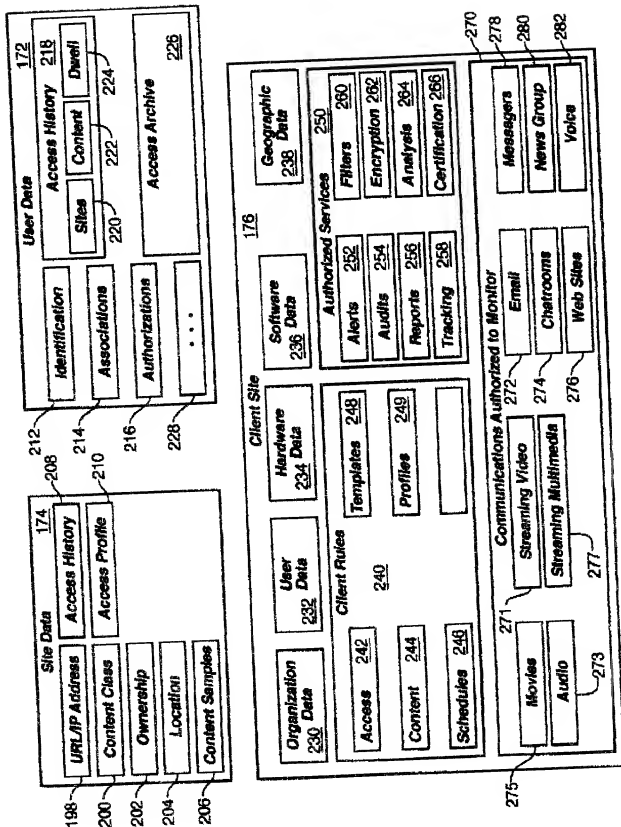 Site Data
174
198
URL/IP Address
200
Content Class
202
Ownership
204
Location
206
Content Samples
Access History
208
Access Profile
210
User Data
172
212
Identification
214
Associations
216
Authorizations
228
. . .
Access History
218
Sites
220
Content
222
Dwell
224
Access Archive
226
Client Site
176
Organization Data
230
User Data
232
Hardware Data
234
Software Data
236
Geographic Data
238
Client Rules
240
Access
242
Content
244
Schedules
246
Templates
248
Profiles
249
Authorized Services
250
Alerts
252
Audits
254
Reports
256
Tracking
258
Filters
260
Encryption
262
Analysis
264
Certification
266
Communications Authorized to Monitor
270
Movies
275
Audio
273
271
Streaming Video
Streaming Multimedia
277
272
Email
274
Chatrooms
276
Web Sites
Messagers
278
News Group
280
Voice
282